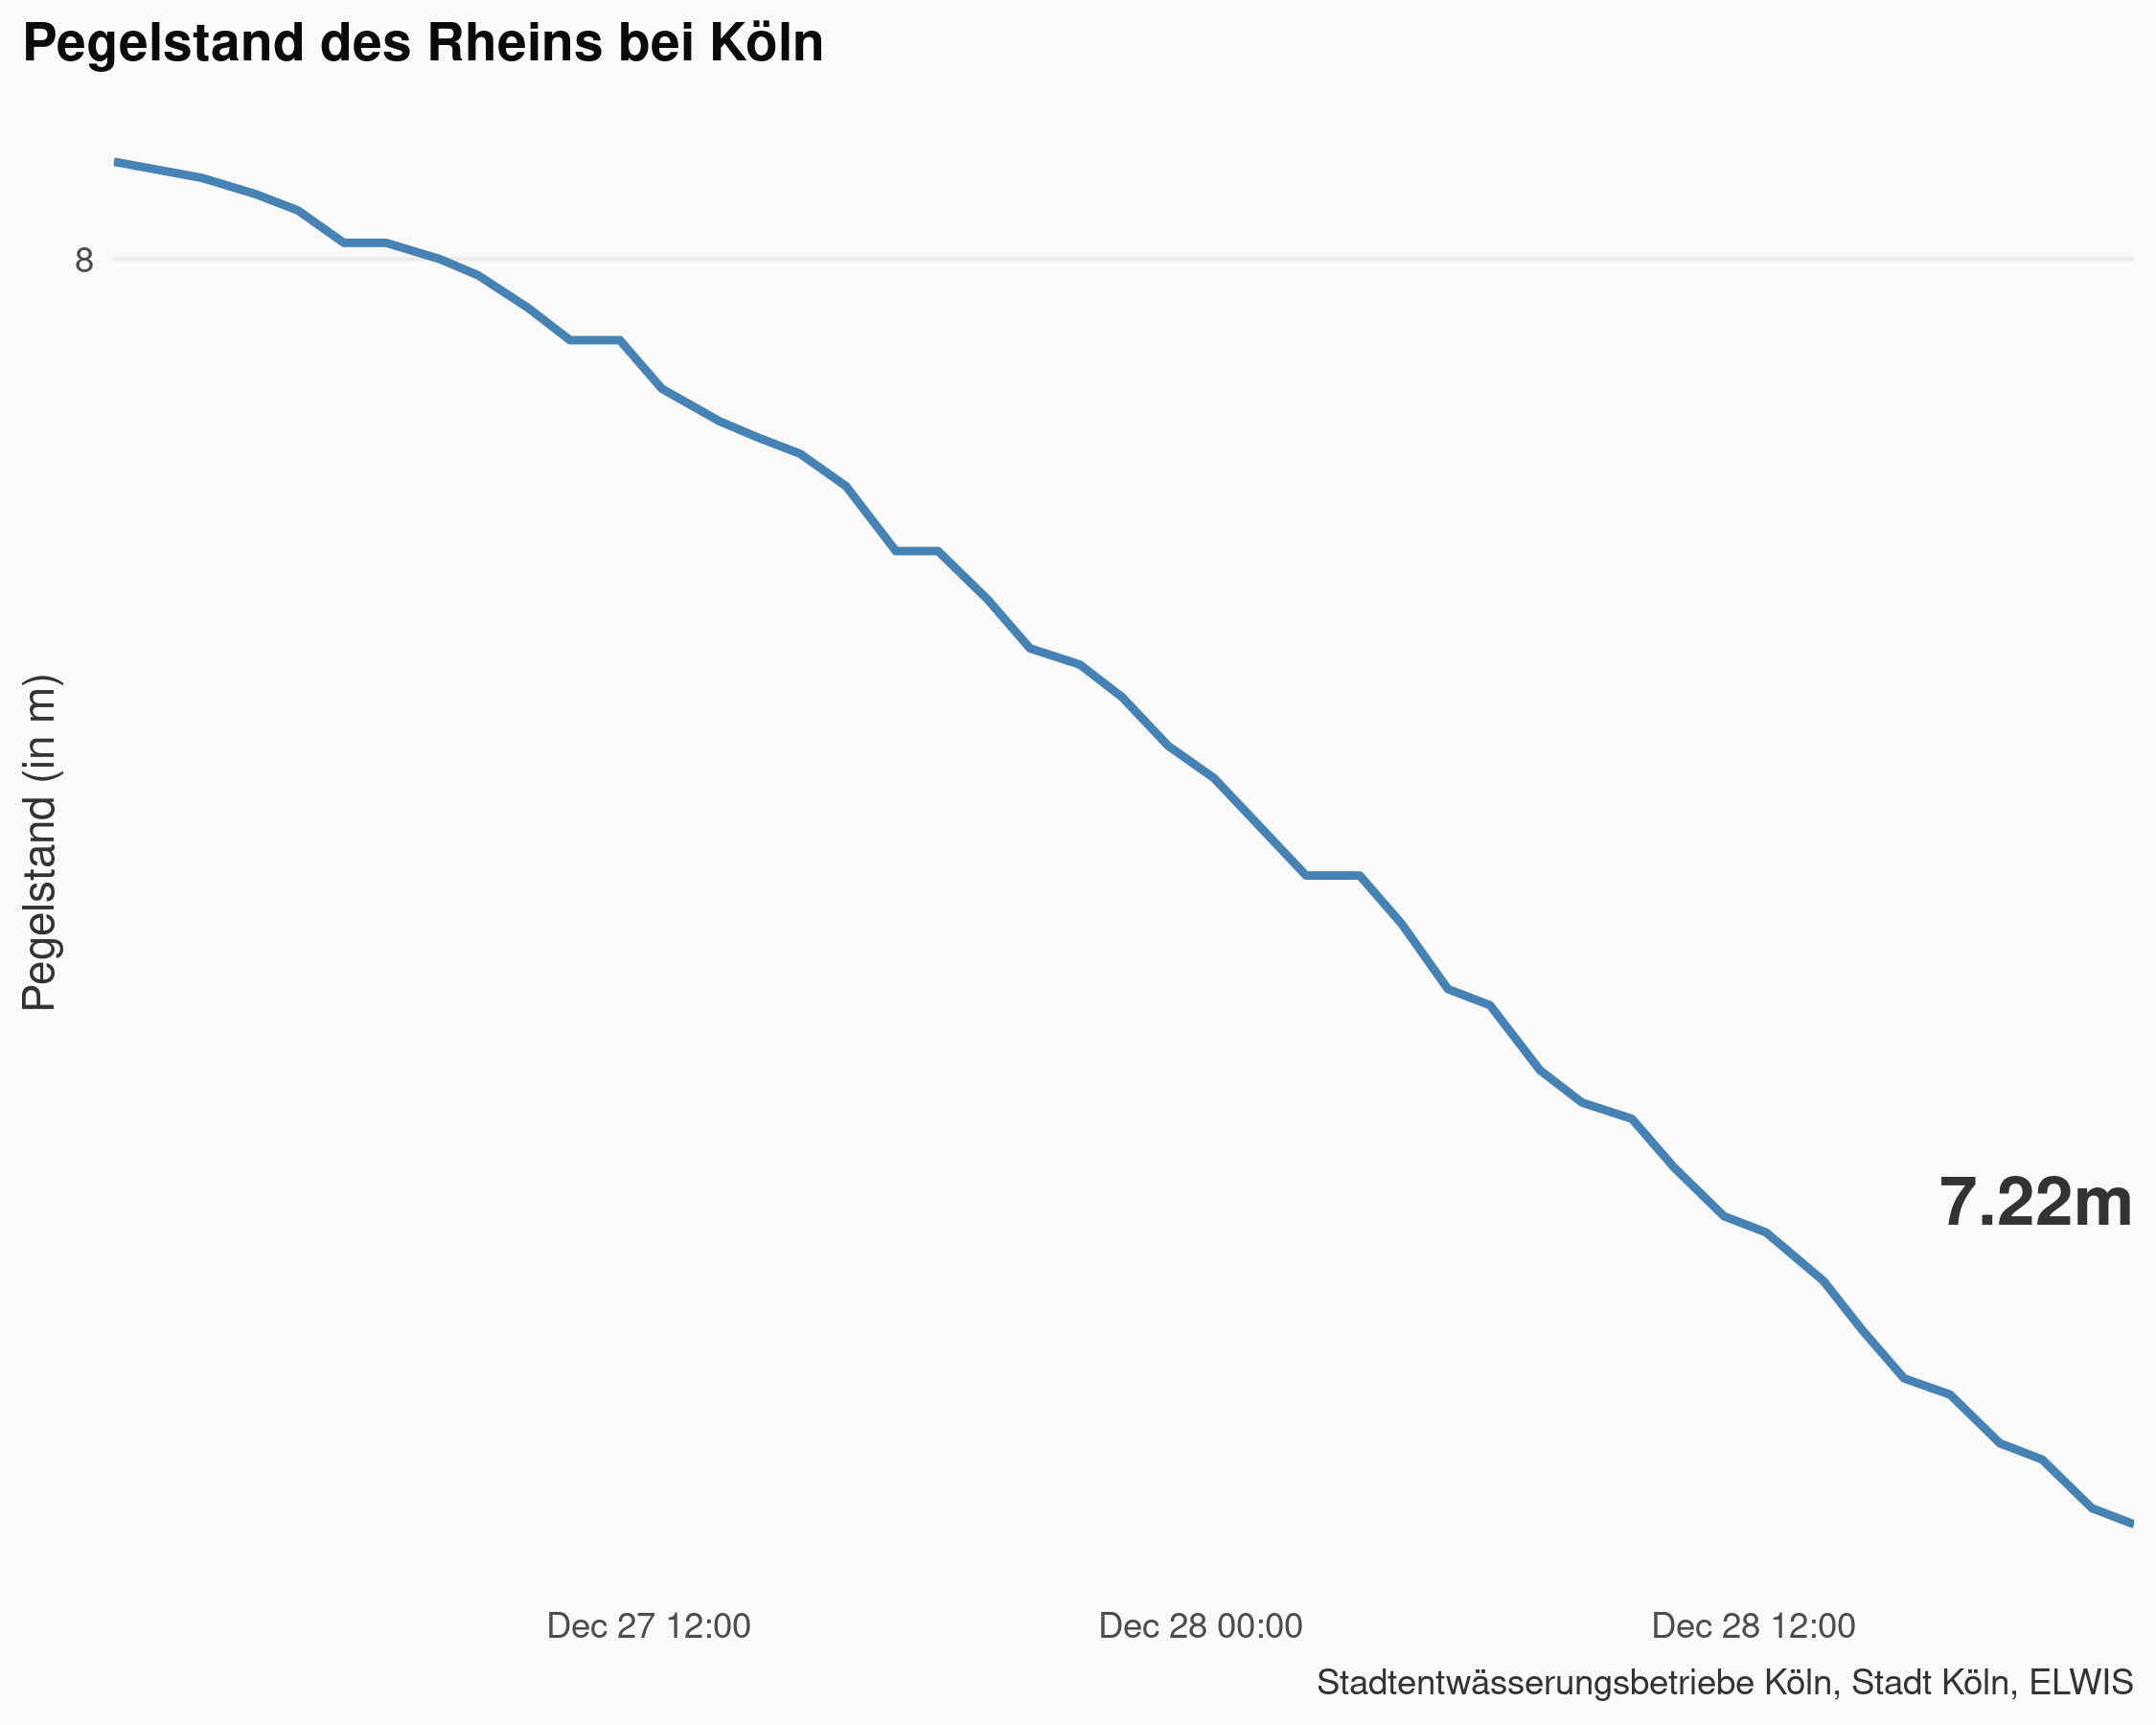 Pegelstand des Rheins bei Köln
8
Pegelstand (in m)
7.22m
Dec 27 12:00
Dec 28 00:00
Dec 28 12:00
Stadtentwässerungsbetriebe Köln, Stadt Köln, ELWIS